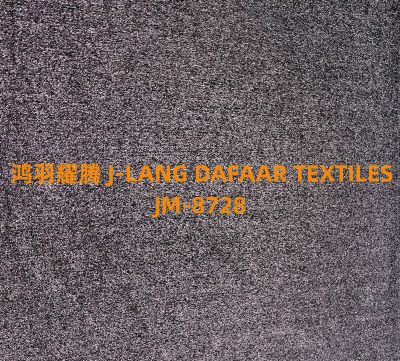 鸿羽耀腾 J-LANG DAFAAR TEXTILES
JM-8728